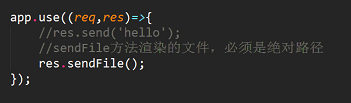 app.use((req,res)=>{
    //res.send('hello');
    //sendFile方法渲染的文件，必须是绝对路径
    res.sendFile();
});